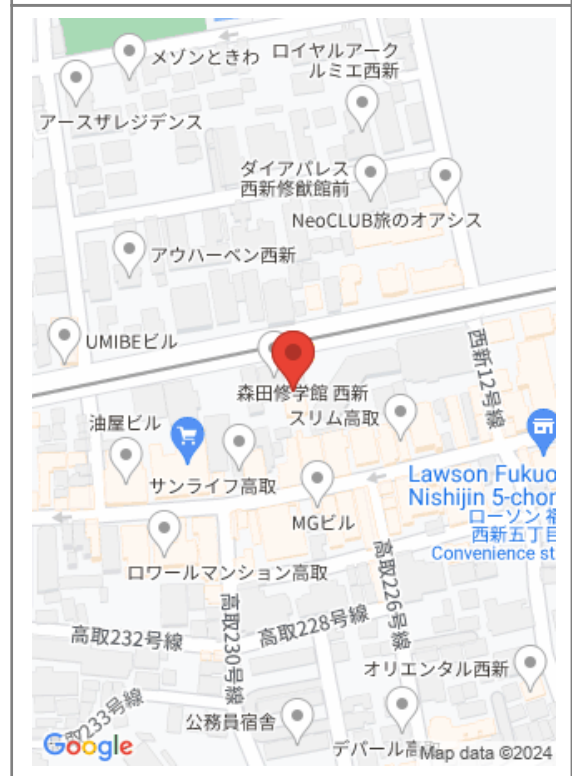 メゾンときわ
ロイヤルアーク
ルミエ西新
アースザレジデンス
ダイアパレス
西新修猷館前
NeoCLUB旅のオアシス
アウハーベン西新
UMIBEビル
西新12号線
森田修学館 西新
スリム高取
油屋ビル
サンライフ高取
Lawson Fukuo
Nishijin 5-chor
ローソン 福
西新五丁目
Convenience st
MGビル
ロワールマンション高取
高取226号線
高取230号線
高取228号線
高取232号線
オリエンタル西新
取233号線
公務員宿舎
デパール高取
Google
Map data ©2024